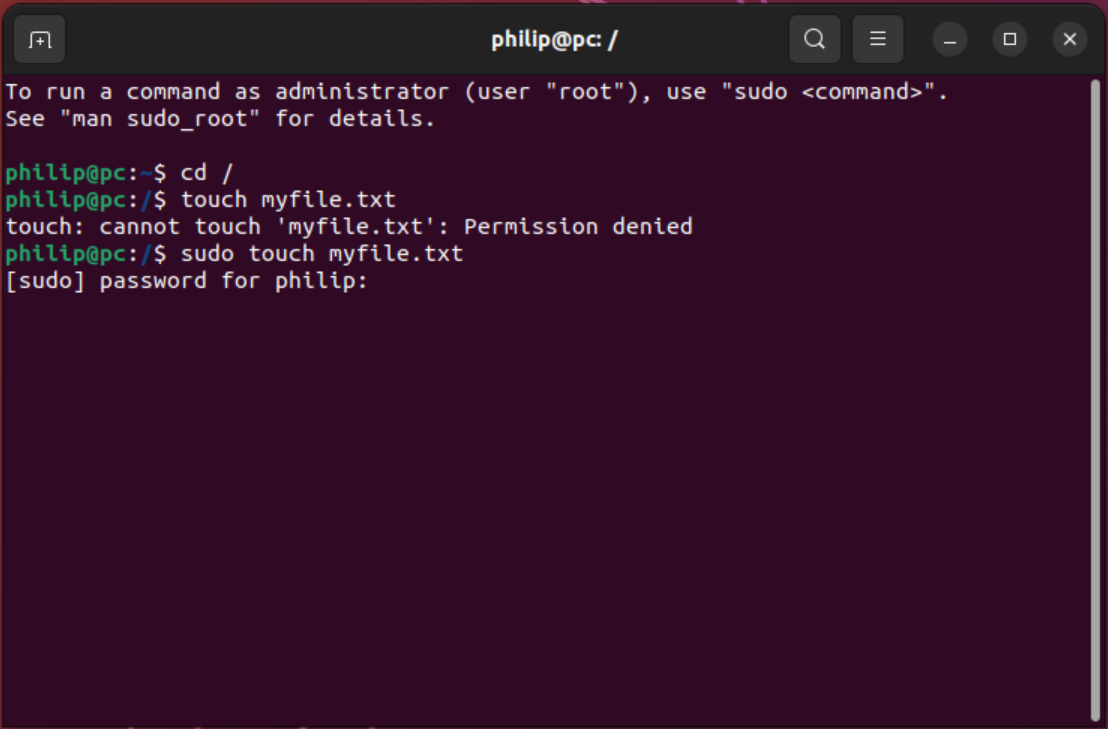 philip@pc: /
To run a command as administrator (user "root"), use "sudo <command>".
See "man sudo_root" for details.
philip@pc:~$ cd /
philip@pc:/$ touch myfile.txt
touch: cannot touch 'myfile.txt': Permission denied
philip@pc:/$ sudo touch myfile.txt
[sudo] password for philip: